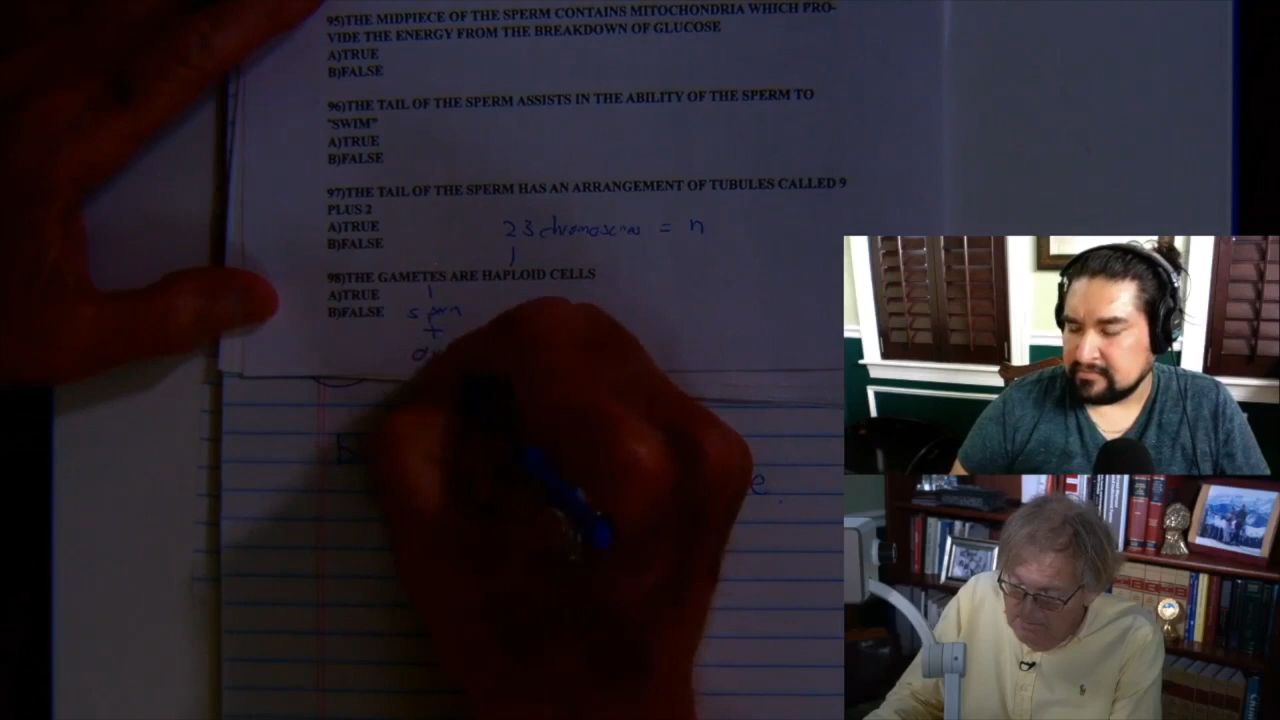 95)THE MIDPIECE OF THE SPERM CONTAINS MITOCHONDRIA WHICH PRO-
VIDE THE ENERGY FROM THE BREAKDOWN OF GLUCOSE
A)TRUE
B)FALSE
96)THE TAIL OF THE SPERM ASSISTS IN THE ABILITY OF THE SPERM TO
"SWIM"
A)TRUE
B)FALSE
97)THE TAIL OF THE SPERM HAS AN ARRANGEMENT OF TUBULES CALLED 9
PLUS 2
A)TRUE
B)FALSE
23 chromosomes = n
98)THE GAMETES ARE HAPLOID CELLS
A)TRUE
B)FALSE
sperm
+